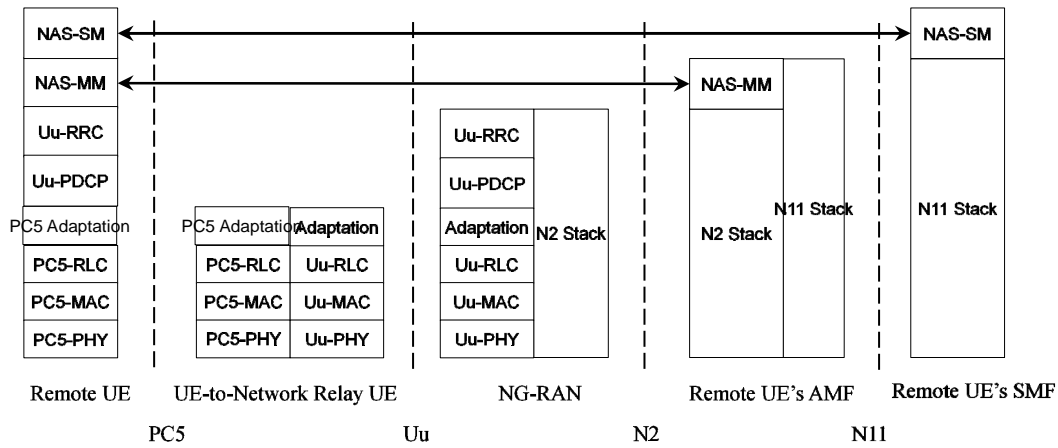 NAS-SM
NAS-MM
Uu-RRC
Uu-PDCP
PC5 Adaptation
PC5-RLC
PC5-MAC
PC5-PHY
PC5 Adaptation
Adaptation
PC5-RLC
Uu-RLC
PC5-MAC
Uu-MAC
PC5-PHY
Uu-PHY
Uu-RRC
Uu-PDCP
Adaptation
Uu-RLC
Uu-MAC
Uu-PHY
N2 Stack
NAS-MM
N2 Stack
N11 Stack
NAS-SM
N11 Stack
Remote UE
UE-to-Network Relay UE
NG-RAN
Remote UE's AMF
Remote UE's SMF
PC5
Uu
N2
N11